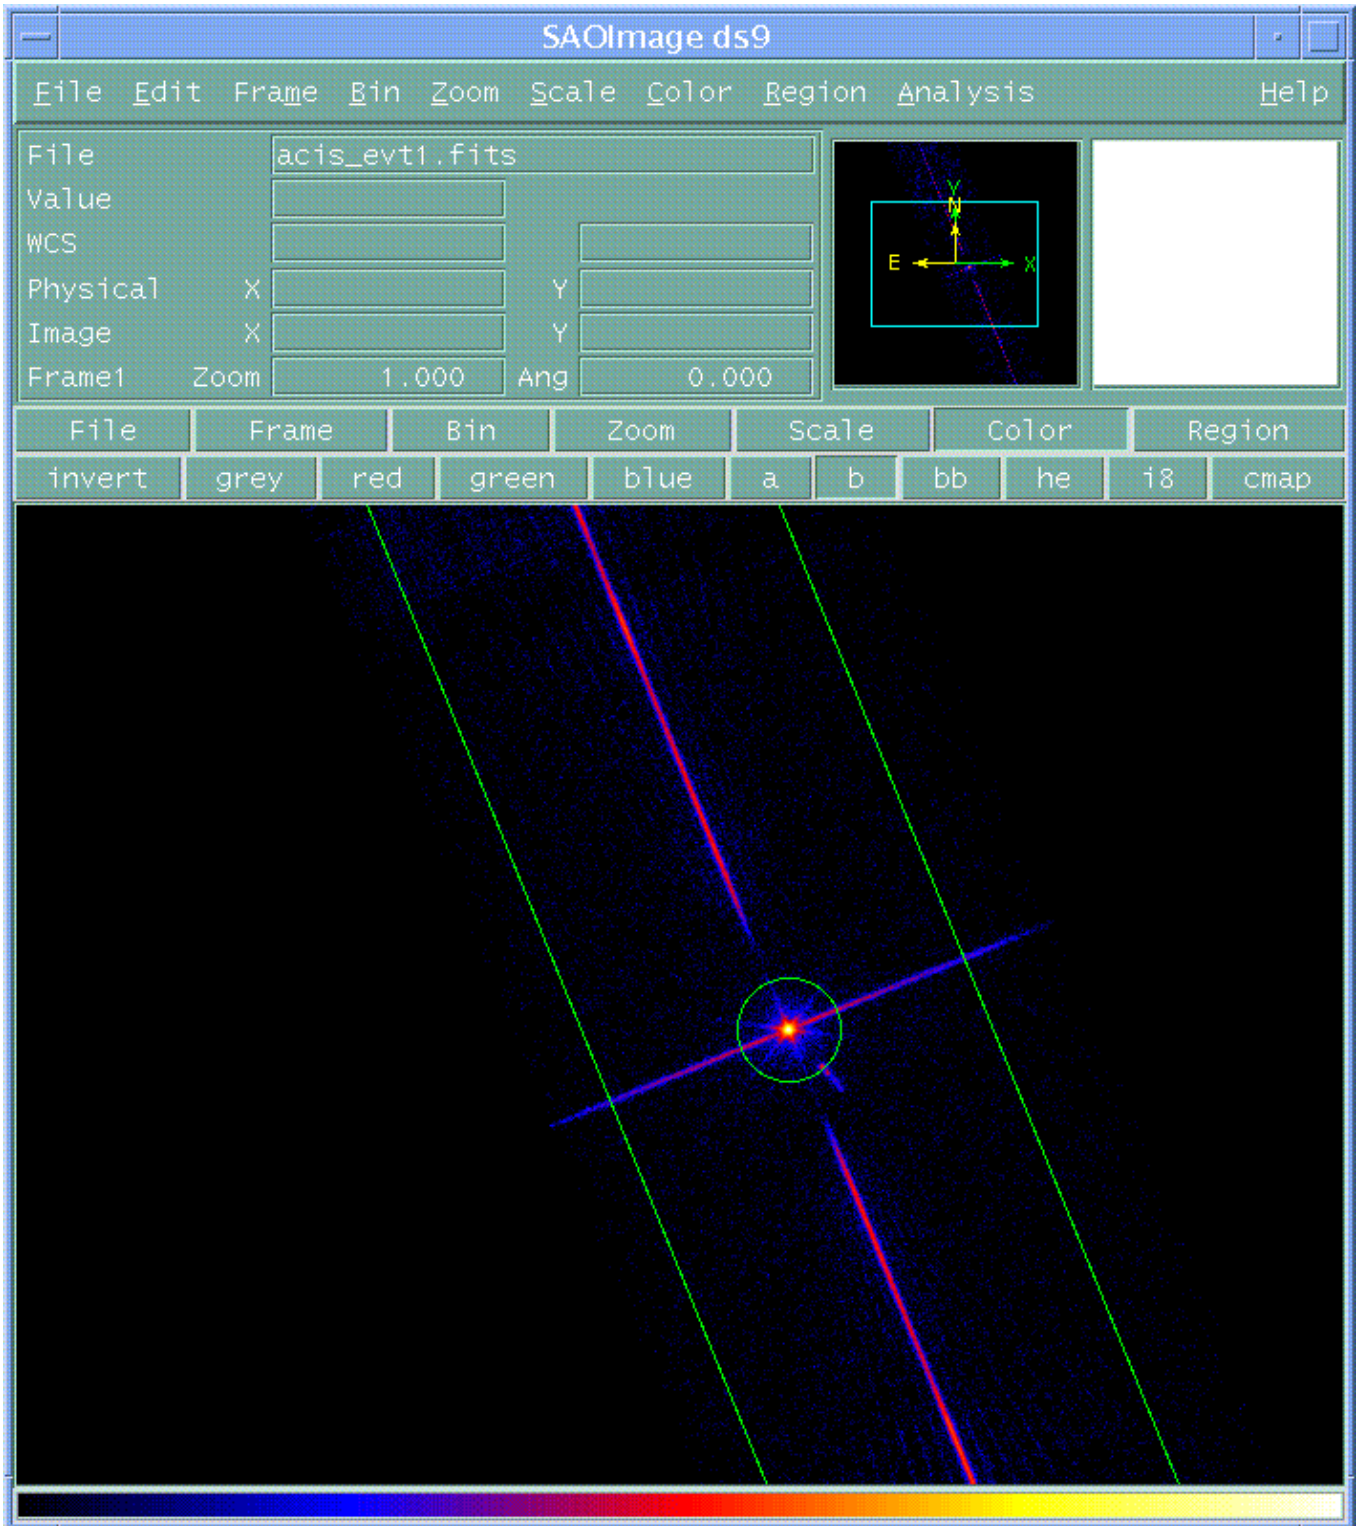 SAOImage ds9
File Edit Frame Bin Zoom Scale Color Region Analysis Help
File acis_evt1.fits
Value
WCS
Physical X Y
Image X Y
Frame1 Zoom 1.000 Ang 0.000
Y
N
E X
File Frame Bin Zoom Scale Color Region
invert grey red green blue a b bb he i8 cmap